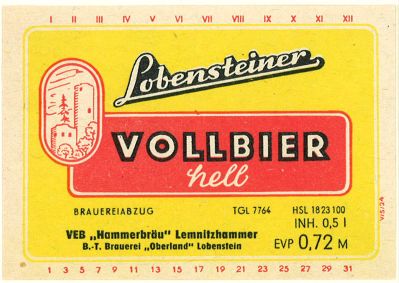 I II III IV V VI VII VIII IX X XI XII
Lobensteiner
VOLLBIER
hell
BRAUEREIABZUG TGL 7764 HSL 18 23 100
INH. 0,5 l
VEB „Hammerbräu" Lemnitzhammer
B.-T. Brauerei „Oberland" Lobenstein
EVP 0,72 M
V/5/24
1 3 5 7 9 11 13 15 17 19 21 23 25 27 29 31